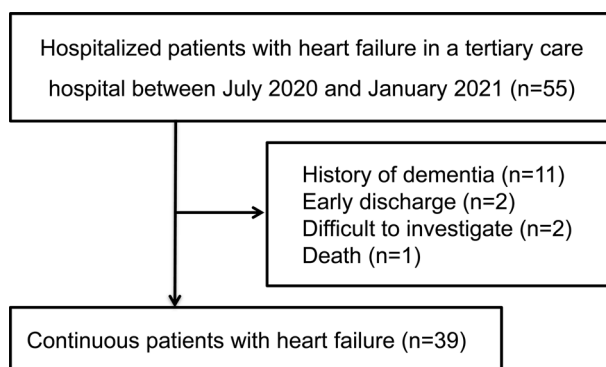 Hospitalized patients with heart failure in a tertiary care
hospital between July 2020 and January 2021 (n=55)
History of dementia (n=11)
Early discharge (n=2)
Difficult to investigate (n=2)
Death (n=1)
Continuous patients with heart failure (n=39)